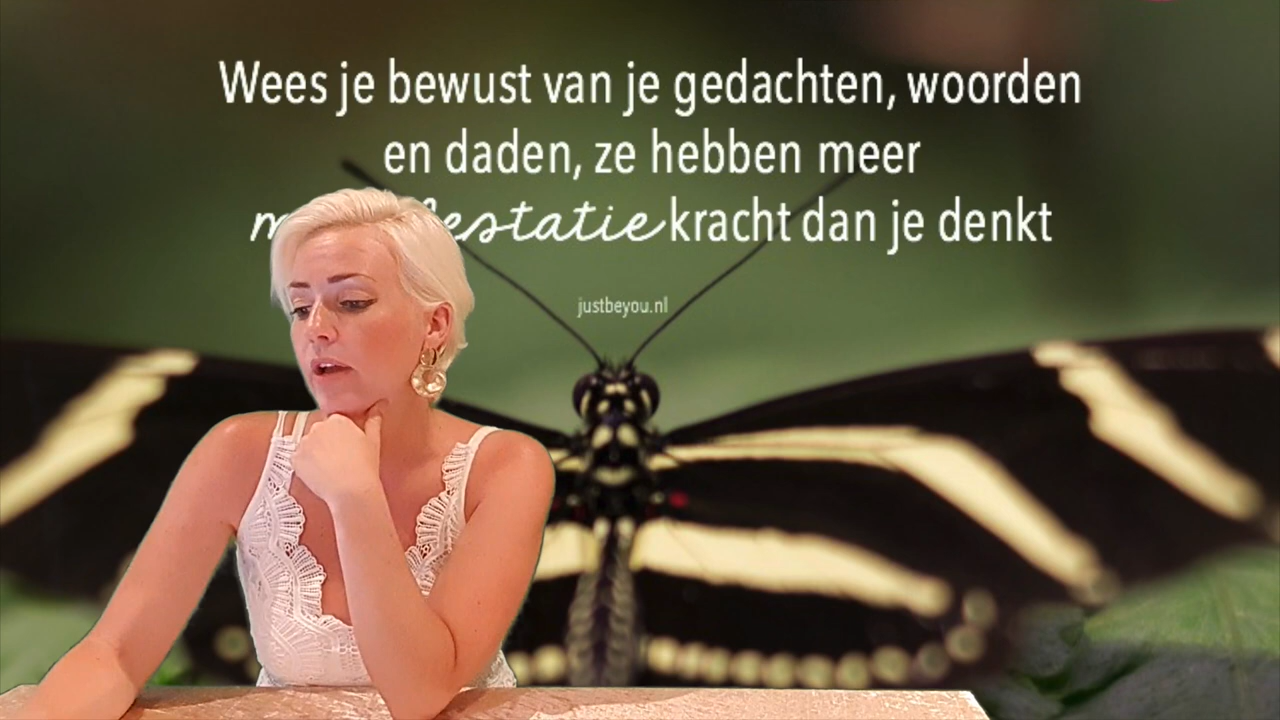 Wees je bewust van je gedachten, woorden
en daden, ze hebben meer
kracht dan je denkt
justbeyou.nl